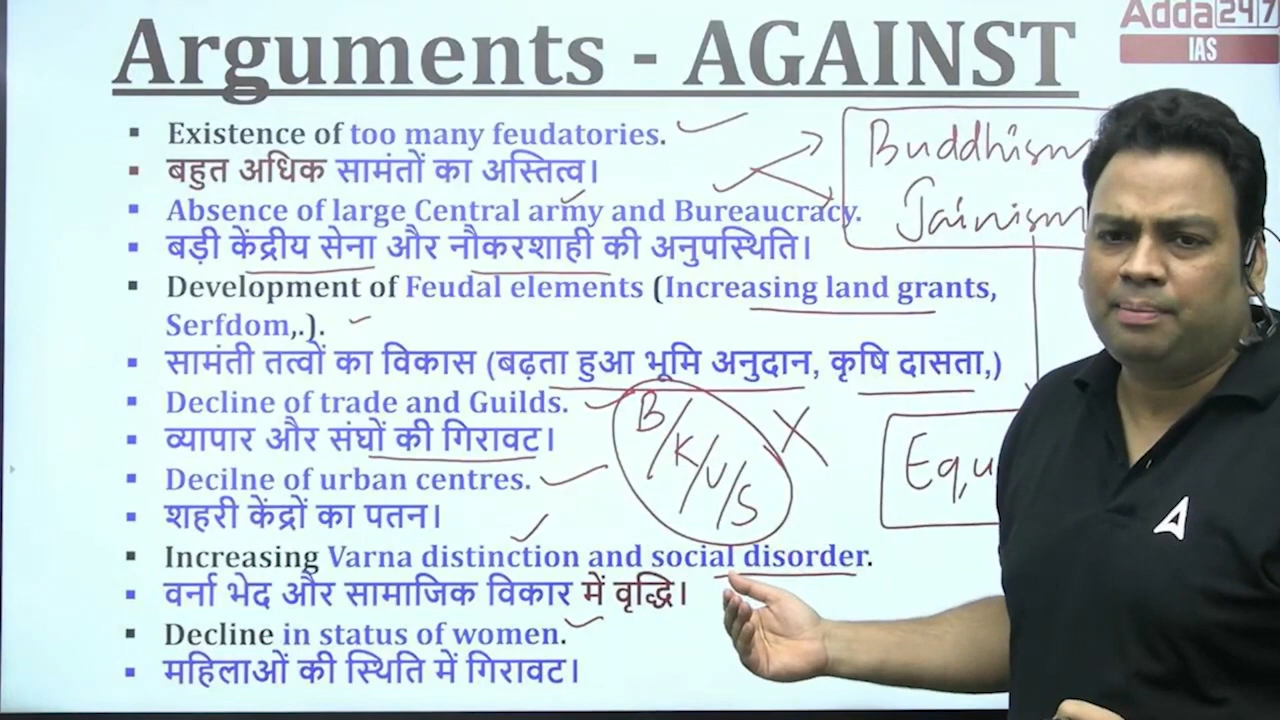 Arguments - AGAINST
Adda247
IAS
▪ Existence of too many feudatories.
▪ बहुत अधिक सामंतों का अस्तित्व।
▪ Absence of large Central army and Bureaucracy.
▪ बड़ी केंद्रीय सेना और नौकरशाही की अनुपस्थिति।
▪ Development of Feudal elements (Increasing land grants,
Serfdom,.).
▪ सामंती तत्वों का विकास (बढ़ता हुआ भूमि अनुदान, कृषि दासता,)
▪ Decline of trade and Guilds.
▪ व्यापार और संघों की गिरावट।
▪ Decilne of urban centres.
▪ शहरी केंद्रों का पतन।
▪ Increasing Varna distinction and social disorder.
▪ वर्ना भेद और सामाजिक विकार में वृद्धि।
▪ Decline in status of women.
▪ महिलाओं की स्थिति में गिरावट।
Buddhism
Jainism
B/K/V/S
X